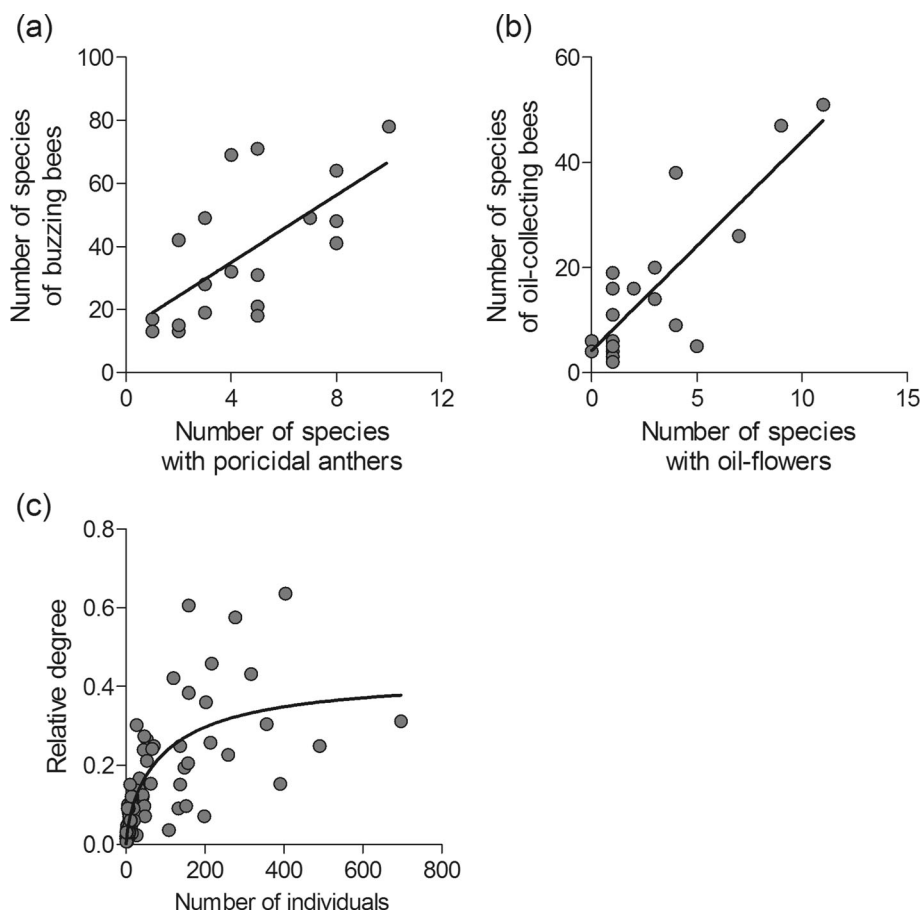 (a)
Number of species
of buzzing bees
100
80
60
40
20
0
0 4 8 12
Number of species
with poricidal anthers
(b)
Number of species
of oil-collecting bees
60
40
20
0
0 5 10 15
Number of species
with oil-flowers
(c)
Relative degree
0.8
0.6
0.4
0.2
0.0
0 200 400 600 800
Number of individuals